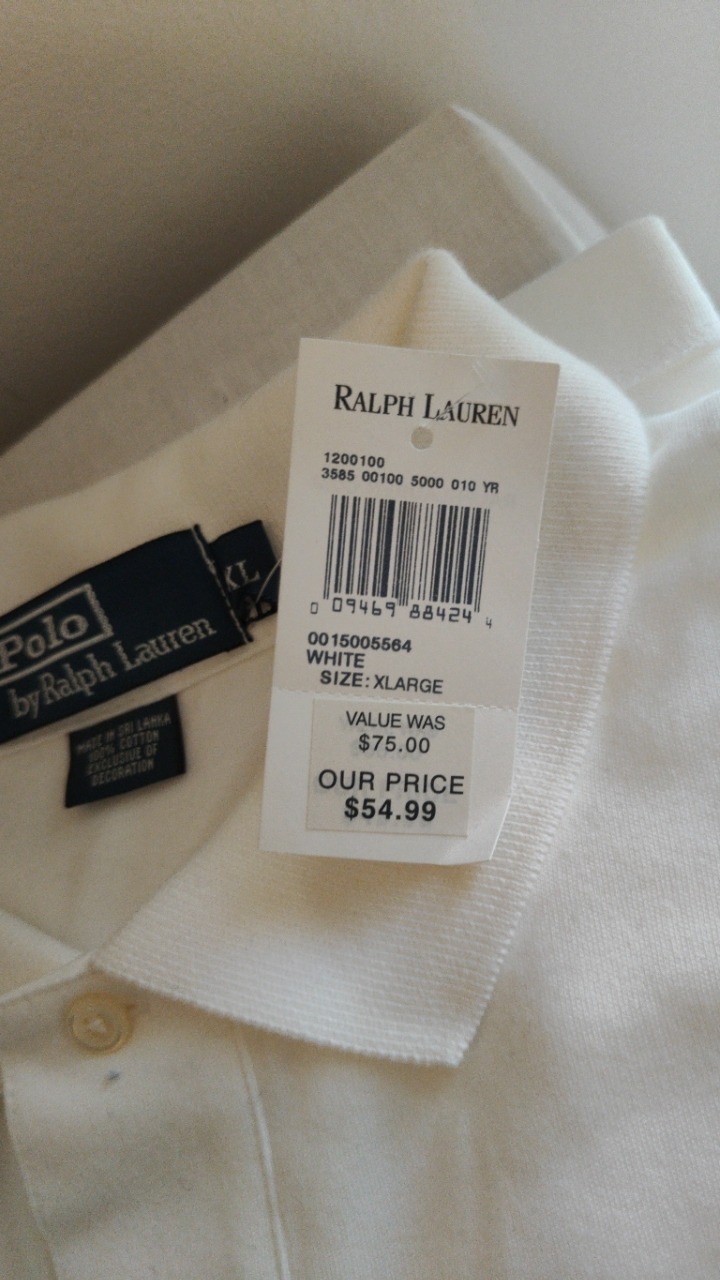 RALPH LAUREN
1200100
3585 00100 5000 010 YR
0 09469 88424 4
0015005564
WHITE
SIZE: XLARGE
VALUE WAS
$75.00
OUR PRICE
$54.99
XL
Polo
by Ralph Lauren
MADE IN SRI LANKA
100% COTTON
EXCLUSIVE OF
DECORATION